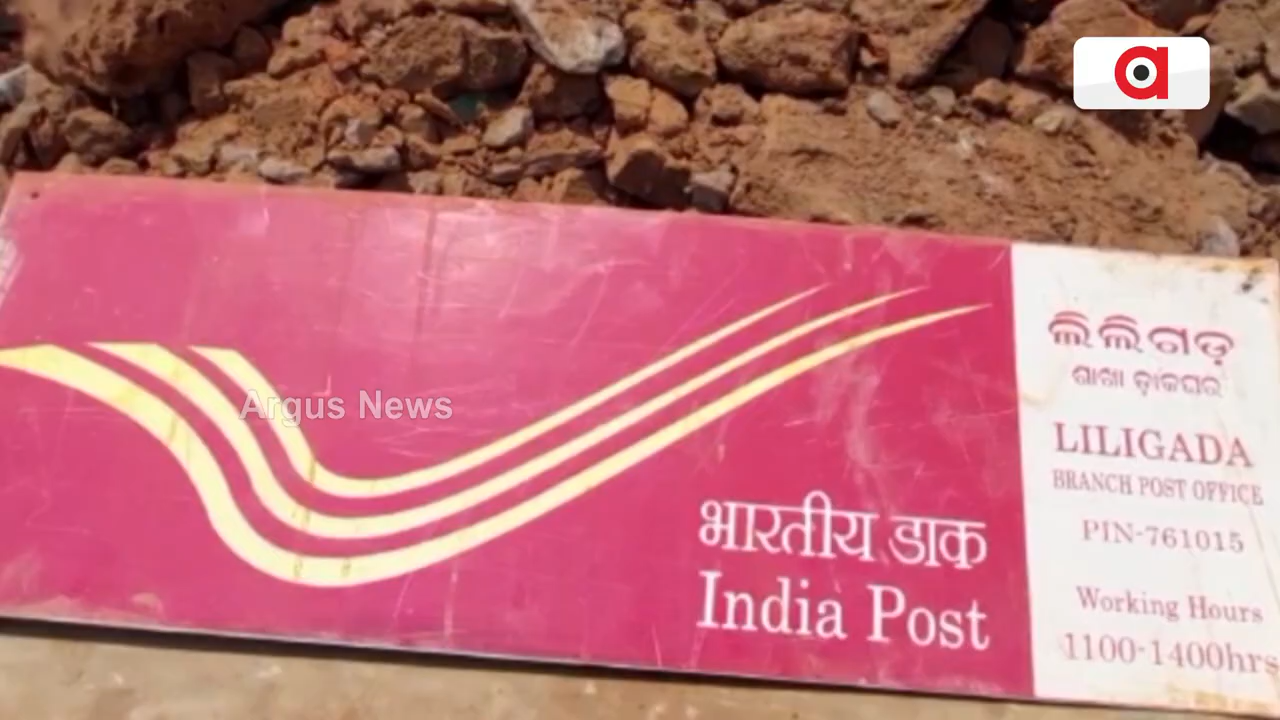 a
Argus News
भारतीय डाक
India Post
ଲିଲିଗଡ଼
ଶାଖା ଡ଼ାକଘର
LILIGADA
BRANCH POST OFFICE
PIN-761015
Working Hours
1100-1400hrs